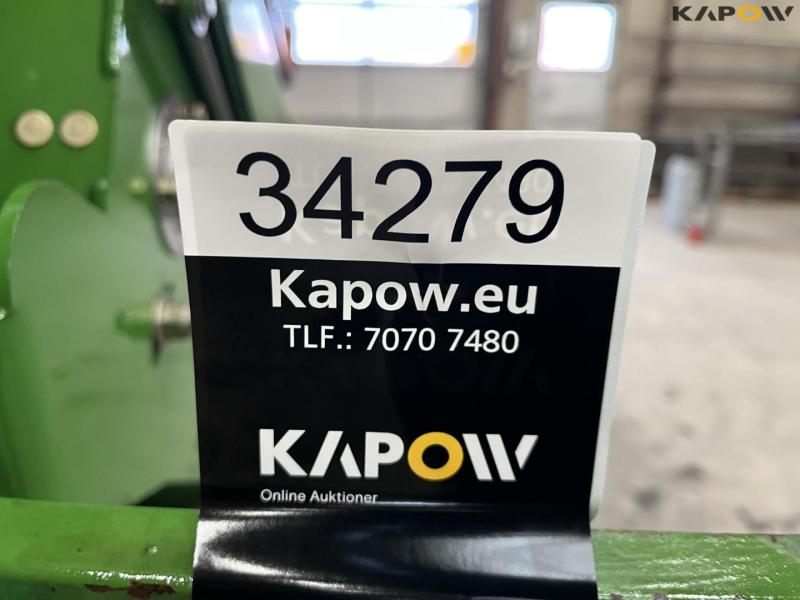 KAPOW
34279
Kapow.eu
TLF.: 7070 7480
KAPOW
Online Auktioner